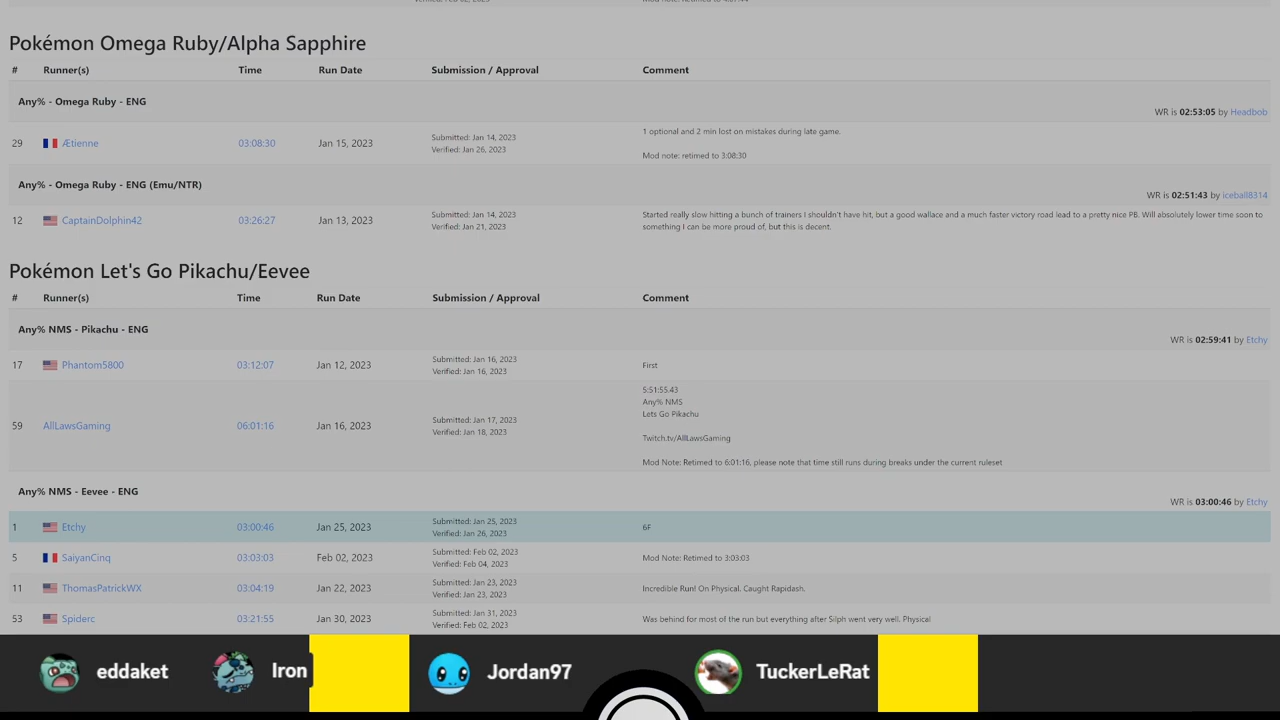 Pokémon Omega Ruby/Alpha Sapphire
# Runner(s) Time Run Date Submission / Approval Comment
Any% - Omega Ruby - ENG
WR is 02:53:05 by Headbob
29 Ætienne 03:08:30 Jan 15, 2023 Submitted: Jan 14, 2023 1 optional and 2 min lost on mistakes during late game.
Verified: Jan 26, 2023
Mod note: retimed to 3:08:30
Any% - Omega Ruby - ENG (Emu/NTR)
WR is 02:51:43 by iceball8314
12 CaptainDolphin42 03:26:27 Jan 13, 2023 Submitted: Jan 14, 2023 Started really slow hitting a bunch of trainers I shouldn't have hit, but a good wallace and a much faster victory road lead to a pretty nice PB. Will absolutely lower time soon to
Verified: Jan 21, 2023 something I can be more proud of, but this is decent.
Pokémon Let's Go Pikachu/Eevee
# Runner(s) Time Run Date Submission / Approval Comment
Any% NMS - Pikachu - ENG
WR is 02:59:41 by Etchy
17 Phantom5800 03:12:07 Jan 12, 2023 Submitted: Jan 16, 2023 First
Verified: Jan 16, 2023
5:51:55.43
Any% NMS
Lets Go Pikachu
59 AllLawsGaming 06:01:16 Jan 16, 2023 Submitted: Jan 17, 2023
Verified: Jan 18, 2023
Twitch.tv/AllLawsGaming
Mod Note: Retimed to 6:01:16, please note that time still runs during breaks under the current ruleset
Any% NMS - Eevee - ENG
WR is 03:00:46 by Etchy
1 Etchy 03:00:46 Jan 25, 2023 Submitted: Jan 25, 2023 6F
Verified: Jan 26, 2023
5 SaiyanCinq 03:03:03 Feb 02, 2023 Submitted: Feb 02, 2023 Mod Note: Retimed to 3:03:03
Verified: Feb 04, 2023
11 ThomasPatrickWX 03:04:19 Jan 22, 2023 Submitted: Jan 23, 2023 Incredible Run! On Physical. Caught Rapidash.
Verified: Jan 23, 2023
53 Spiderc 03:21:55 Jan 30, 2023 Submitted: Jan 31, 2023 Was behind for most of the run but everything after Silph went very well. Physical
Verified: Feb 02, 2023
eddaket Iron Jordan97 TuckerLeRat